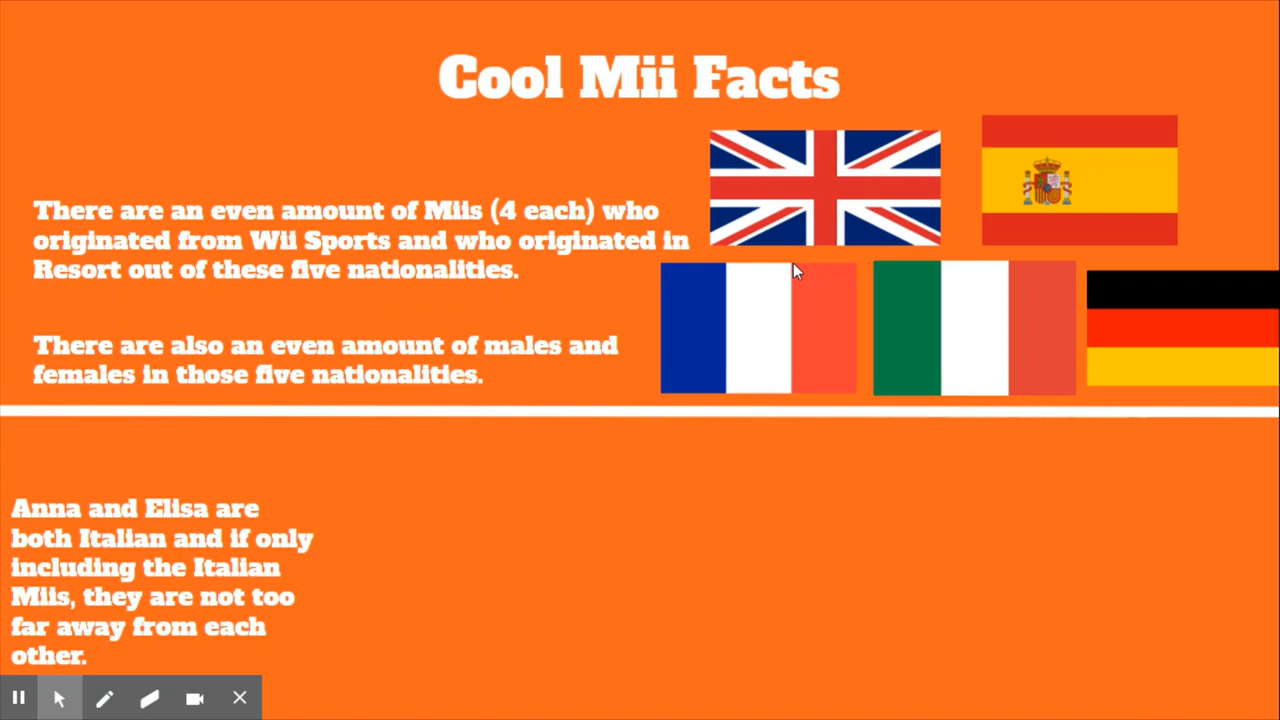 Cool Mii Facts
There are an even amount of Miis (4 each) who
originated from Wii Sports and who originated in
Resort out of these five nationalities.
There are also an even amount of males and
females in those five nationalities.
Anna and Elisa are
both Italian and if only
including the Italian
Miis, they are not too
far away from each
other.